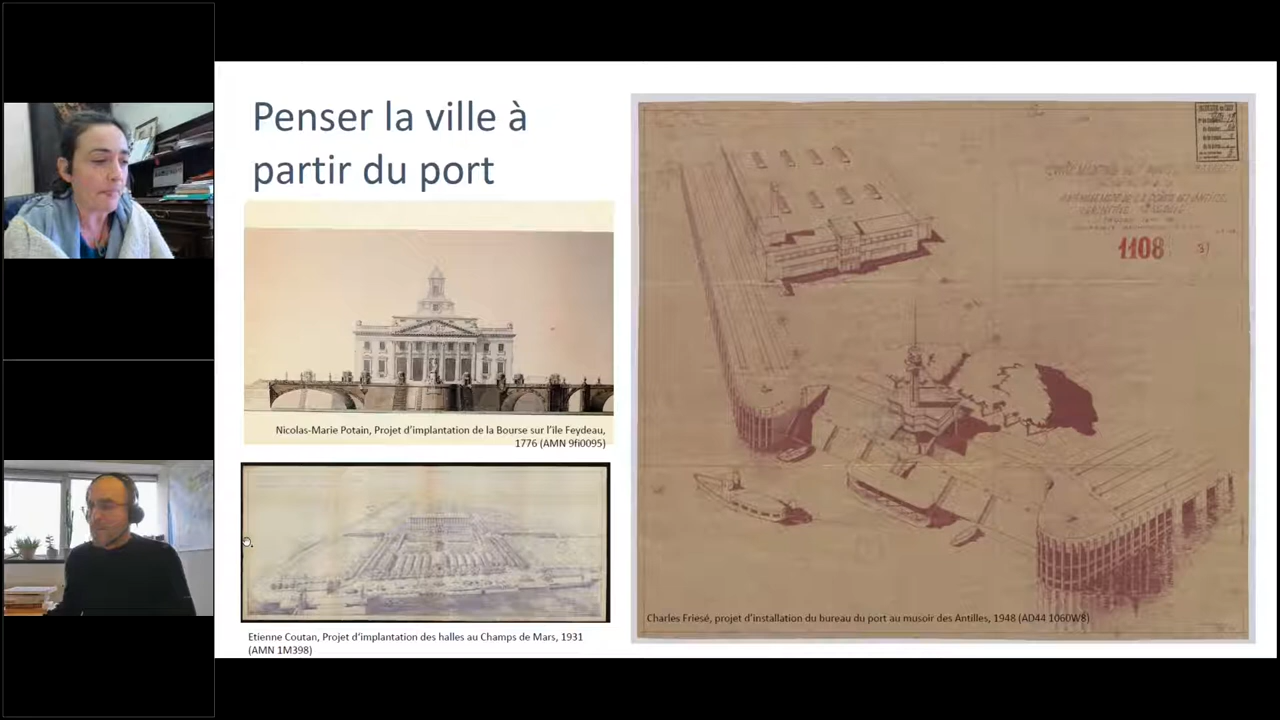 Penser la ville à
partir du port
Nicolas-Marie Potain, Projet d'implantation de la Bourse sur l'île Feydeau,
1776 (AMN 9fi0095)
Etienne Coutan, Projet d'implantation des halles au Champs de Mars, 1931
(AMN 1M398)
1108
Charles Friesé, projet d'installation du bureau du port au musoir des Antilles, 1948 (AD44 1060W8)